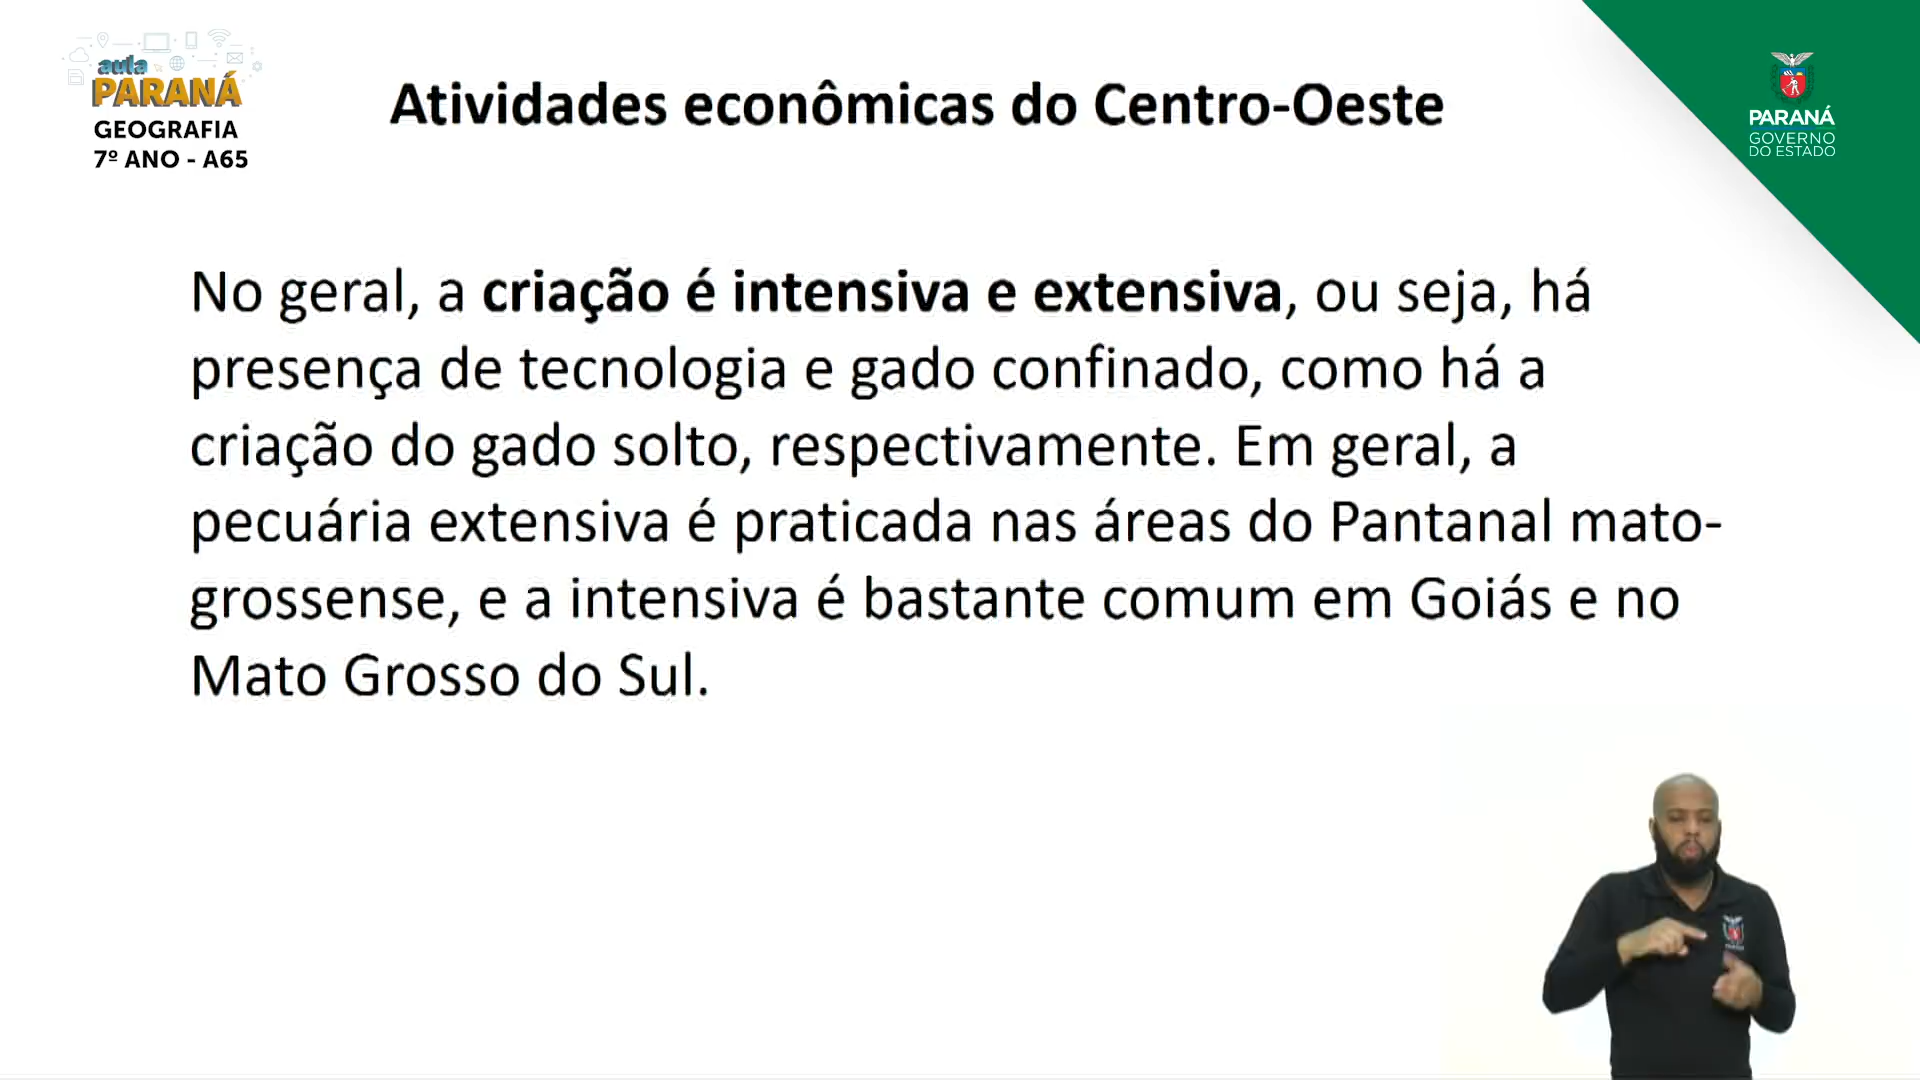 aula
PARANÁ
GEOGRAFIA
7º ANO - A65
Atividades econômicas do Centro-Oeste
PARANÁ
GOVERNO
DO ESTADO
No geral, a criação é intensiva e extensiva, ou seja, há
presença de tecnologia e gado confinado, como há a
criação do gado solto, respectivamente. Em geral, a
pecuária extensiva é praticada nas áreas do Pantanal mato-
grossense, e a intensiva é bastante comum em Goiás e no
Mato Grosso do Sul.